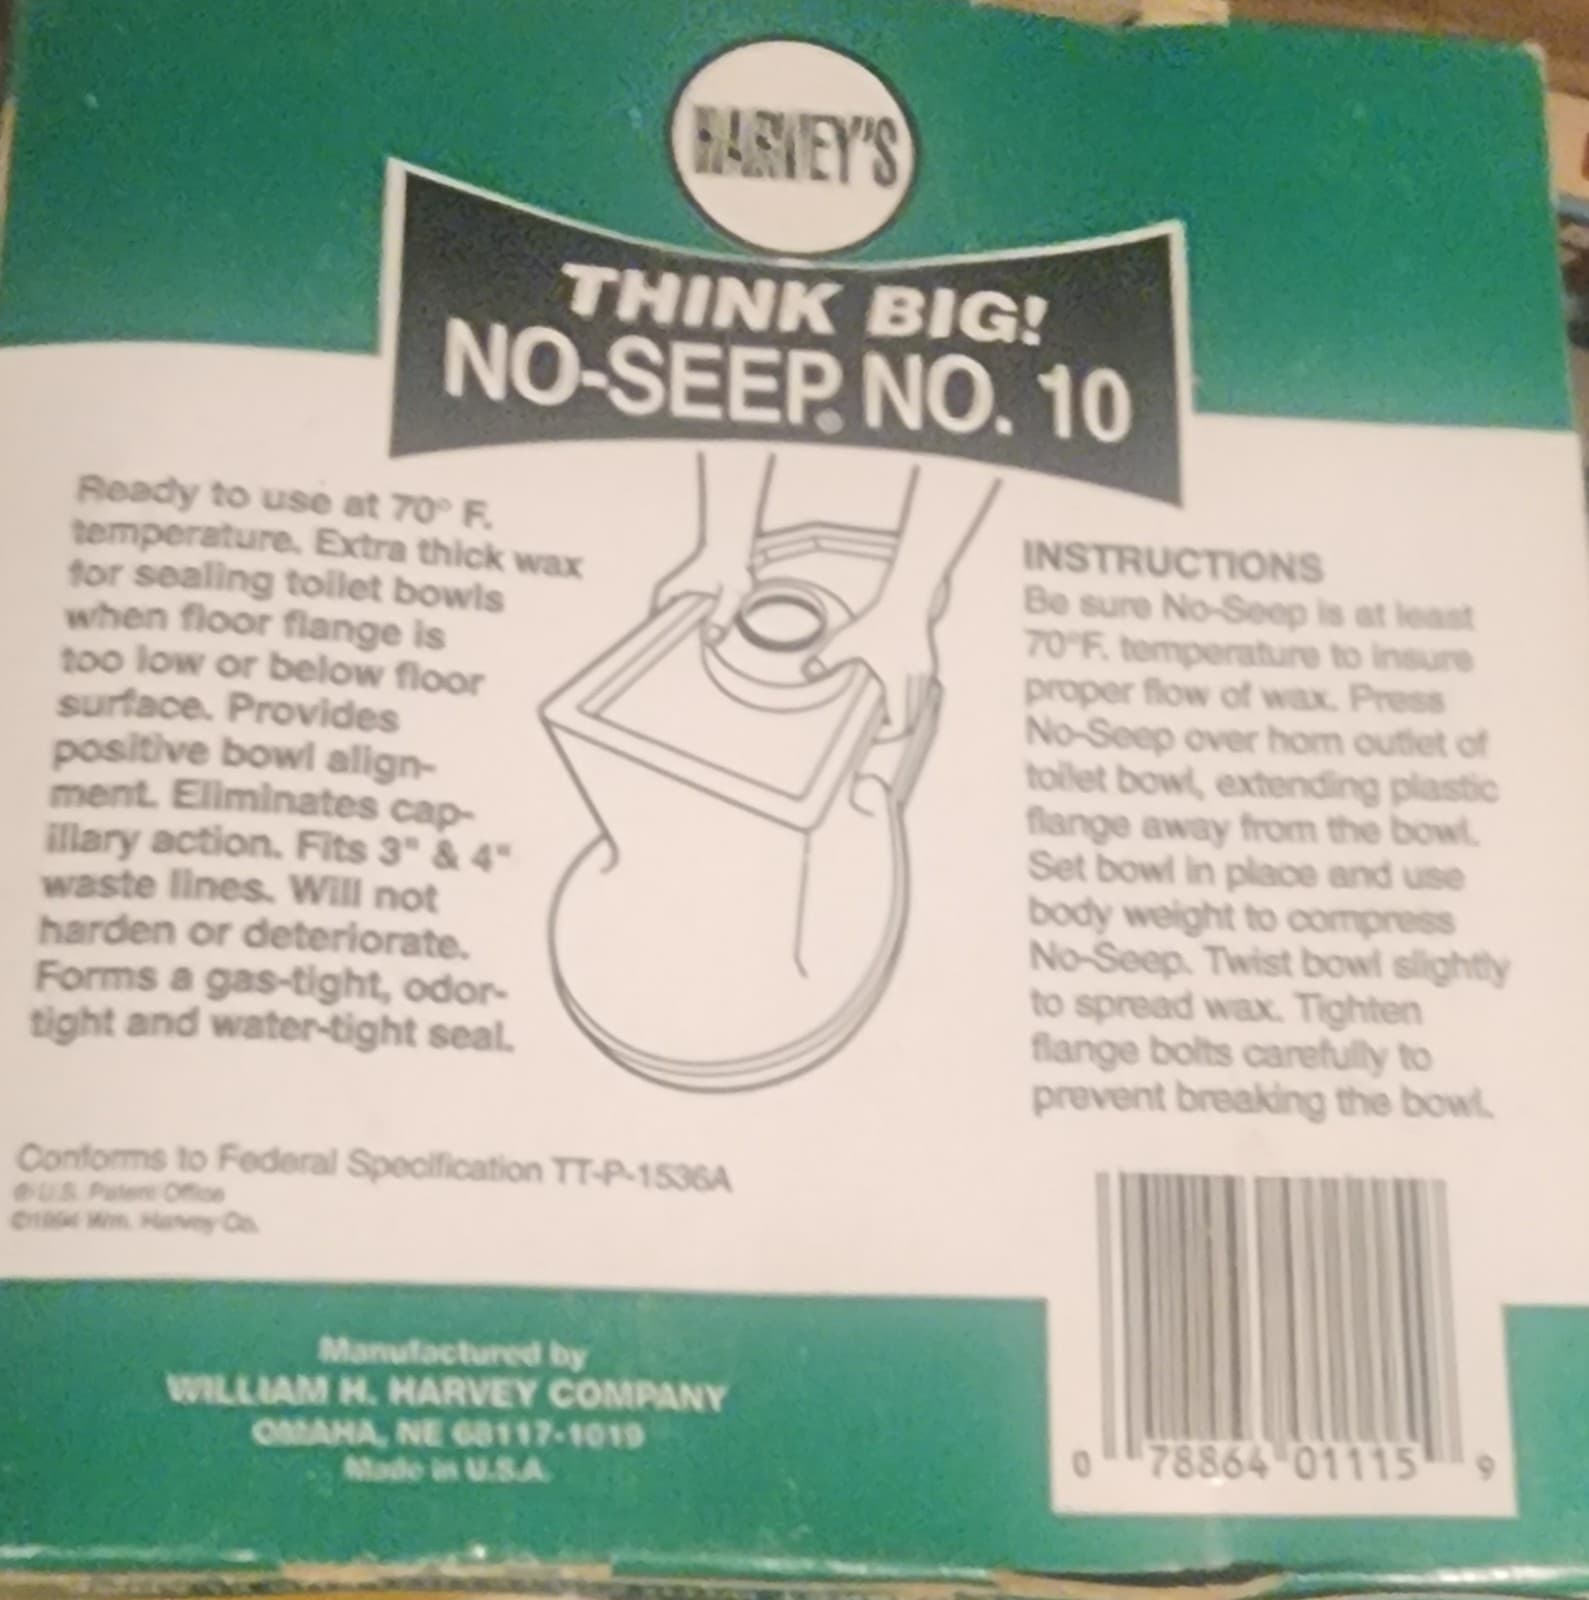 HARVEY'S
THINK BIG!
NO-SEEP® NO. 10
Ready to use at 70° F.
temperature. Extra thick wax
for sealing toilet bowls
when floor flange is
too low or below floor
surface. Provides
positive bowl align-
ment. Eliminates cap-
illary action. Fits 3" & 4"
waste lines. Will not
harden or deteriorate.
Forms a gas-tight, odor-
tight and water-tight seal.
INSTRUCTIONS
Be sure No-Seep is at least
70°F. temperature to insure
proper flow of wax. Press
No-Seep over horn outlet of
toilet bowl, extending plastic
flange away from the bowl.
Set bowl in place and use
body weight to compress
No-Seep. Twist bowl slightly
to spread wax. Tighten
flange bolts carefully to
prevent breaking the bowl.
Conforms to Federal Specification TT-P-1536A
® U.S. Patent Office
©1994 Wm. Harvey Co.
Manufactured by
WILLIAM H. HARVEY COMPANY
OMAHA, NE 68117-1019
Made in U.S.A.
0 78864 01115 9